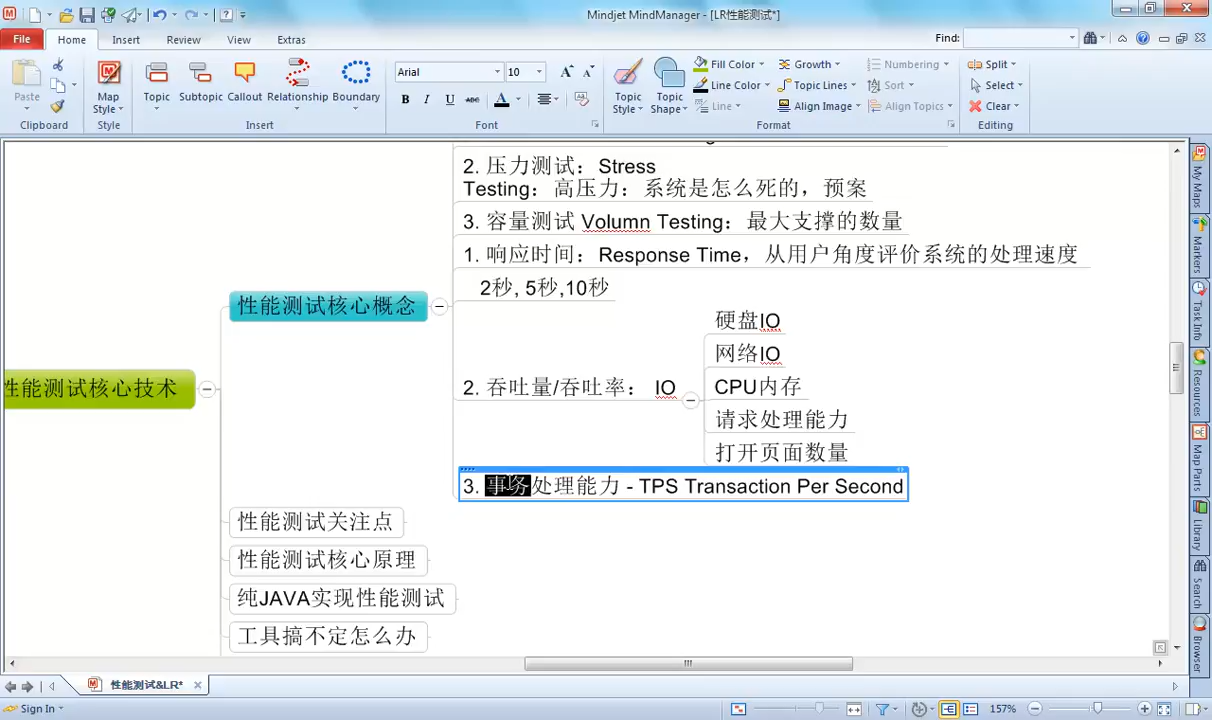 Mindjet MindManager - [LR性能测试*]
File
Home
Insert
Review
View
Extras
Find:
Paste
Map
Style
Topic
Subtopic
Callout
Relationship
Boundary
Arial
10
B I U abc A
Topic
Style
Topic
Shape
Fill Color
Line Color
Line
Growth
Topic Lines
Align Image
Numbering
Sort
Align Topics
Split
Select
Clear
Clipboard
Style
Insert
Font
Format
Editing
2. 压力测试：Stress
Testing：高压力：系统是怎么死的，预案
3. 容量测试 Volumn Testing：最大支撑的数量
1. 响应时间：Response Time，从用户角度评价系统的处理速度
2秒, 5秒,10秒
性能测试核心概念
硬盘IO
网络IO
2. 吞吐量/吞吐率： IO
CPU内存
请求处理能力
打开页面数量
性能测试核心技术
3. 事务处理能力 - TPS Transaction Per Second
性能测试关注点
性能测试核心原理
纯JAVA实现性能测试
工具搞不定怎么办
My Maps
Markers
Task Info
Resources
Map Parts
Library
Search
Browser
性能测试&LR*
Sign In
157%